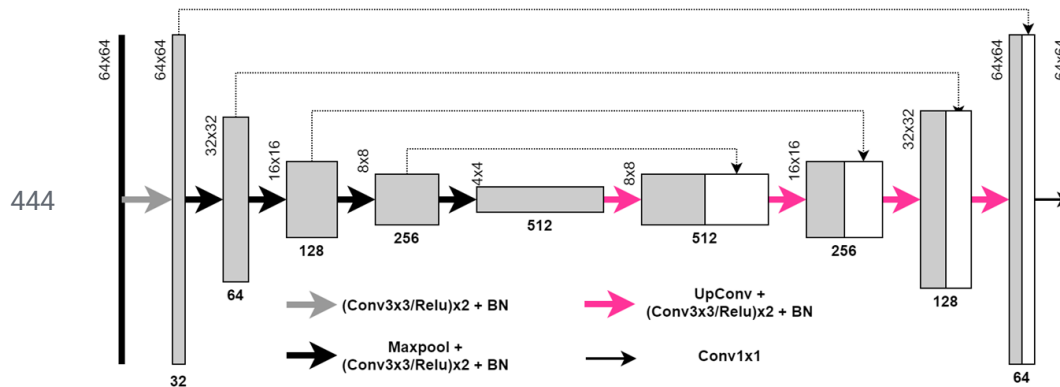 64x64
64x64
32x32
16x16
8x8
4x4
8x8
16x16
32x32
64x64
64x64
444
32
64
128
256
512
512
256
128
64
(Conv3x3/Relu)x2 + BN
UpConv +
(Conv3x3/Relu)x2 + BN
Maxpool +
(Conv3x3/Relu)x2 + BN
Conv1x1